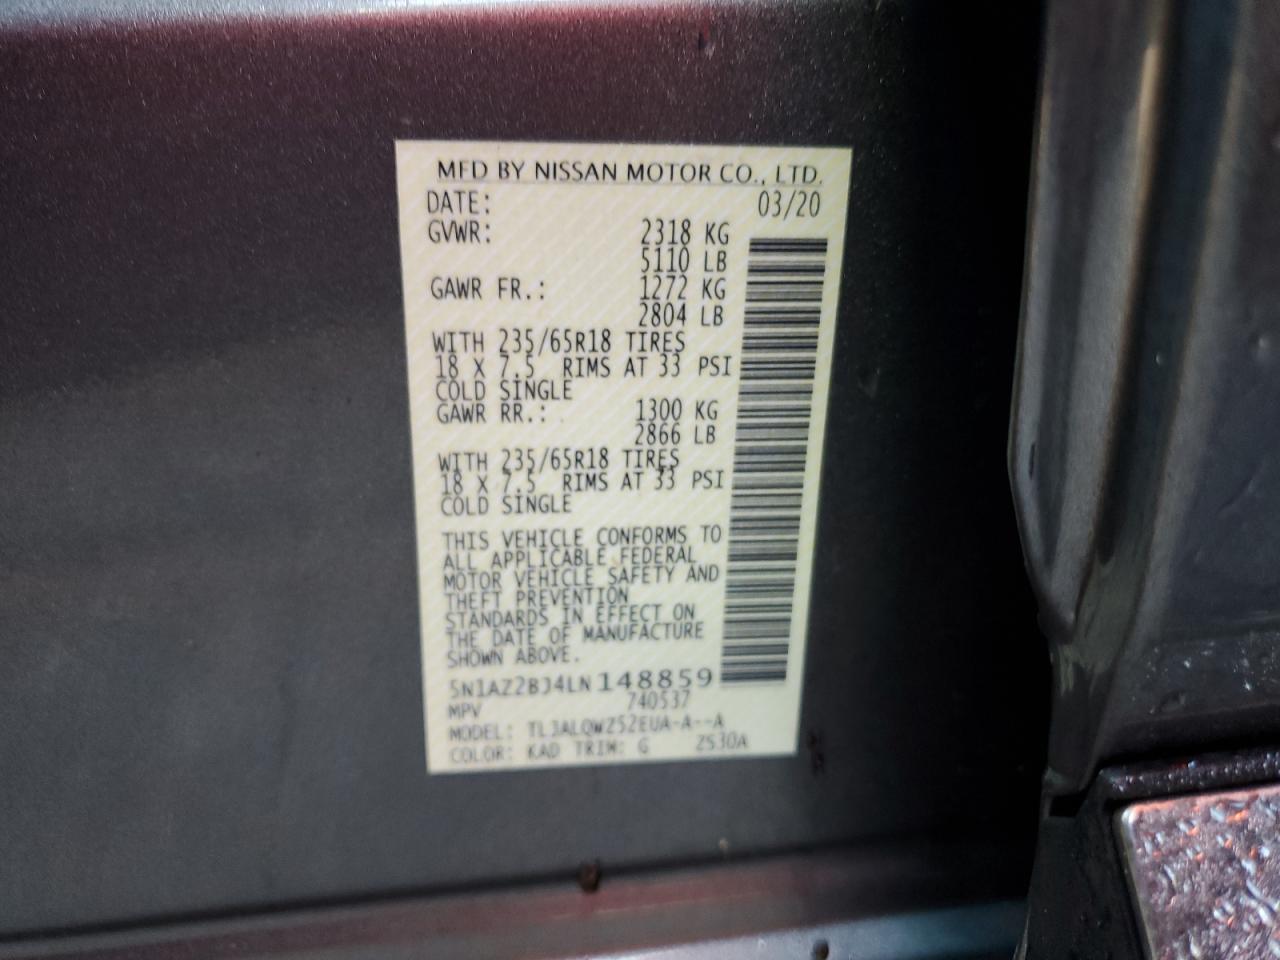 MFD BY NISSAN MOTOR CO., LTD.
DATE: 03/20
GVWR: 2318 KG
5110 LB
GAWR FR.: 1272 KG
2804 LB
WITH 235/65R18 TIRES
18 X 7.5 RIMS AT 33 PSI
COLD SINGLE
GAWR RR.: 1300 KG
2866 LB
WITH 235/65R18 TIRES
18 X 7.5 RIMS AT 33 PSI
COLD SINGLE
THIS VEHICLE CONFORMS TO
ALL APPLICABLE FEDERAL
MOTOR VEHICLE SAFETY AND
THEFT PREVENTION
STANDARDS IN EFFECT ON
THE DATE OF MANUFACTURE
SHOWN ABOVE.
5N1AZ2BJ4LN148859
MPV 740537
MODEL: TL3ALQWZ52EUA-A--A
COLOR: KAD TRIM: G ZS30A